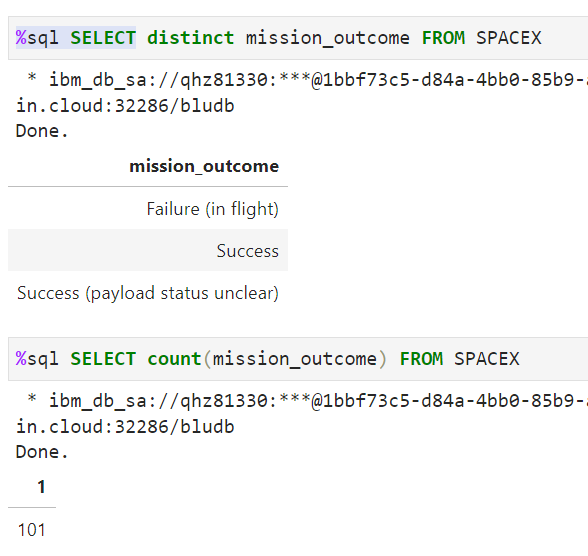 %sql SELECT distinct mission_outcome FROM SPACEX
* ibm_db_sa://qhz81330:***@1bbf73c5-d84a-4bb0-85b9-
in.cloud:32286/bludb
Done.
mission_outcome
Failure (in flight)
Success
Success (payload status unclear)
%sql SELECT count(mission_outcome) FROM SPACEX
* ibm_db_sa://qhz81330:***@1bbf73c5-d84a-4bb0-85b9-
in.cloud:32286/bludb
Done.
1
101